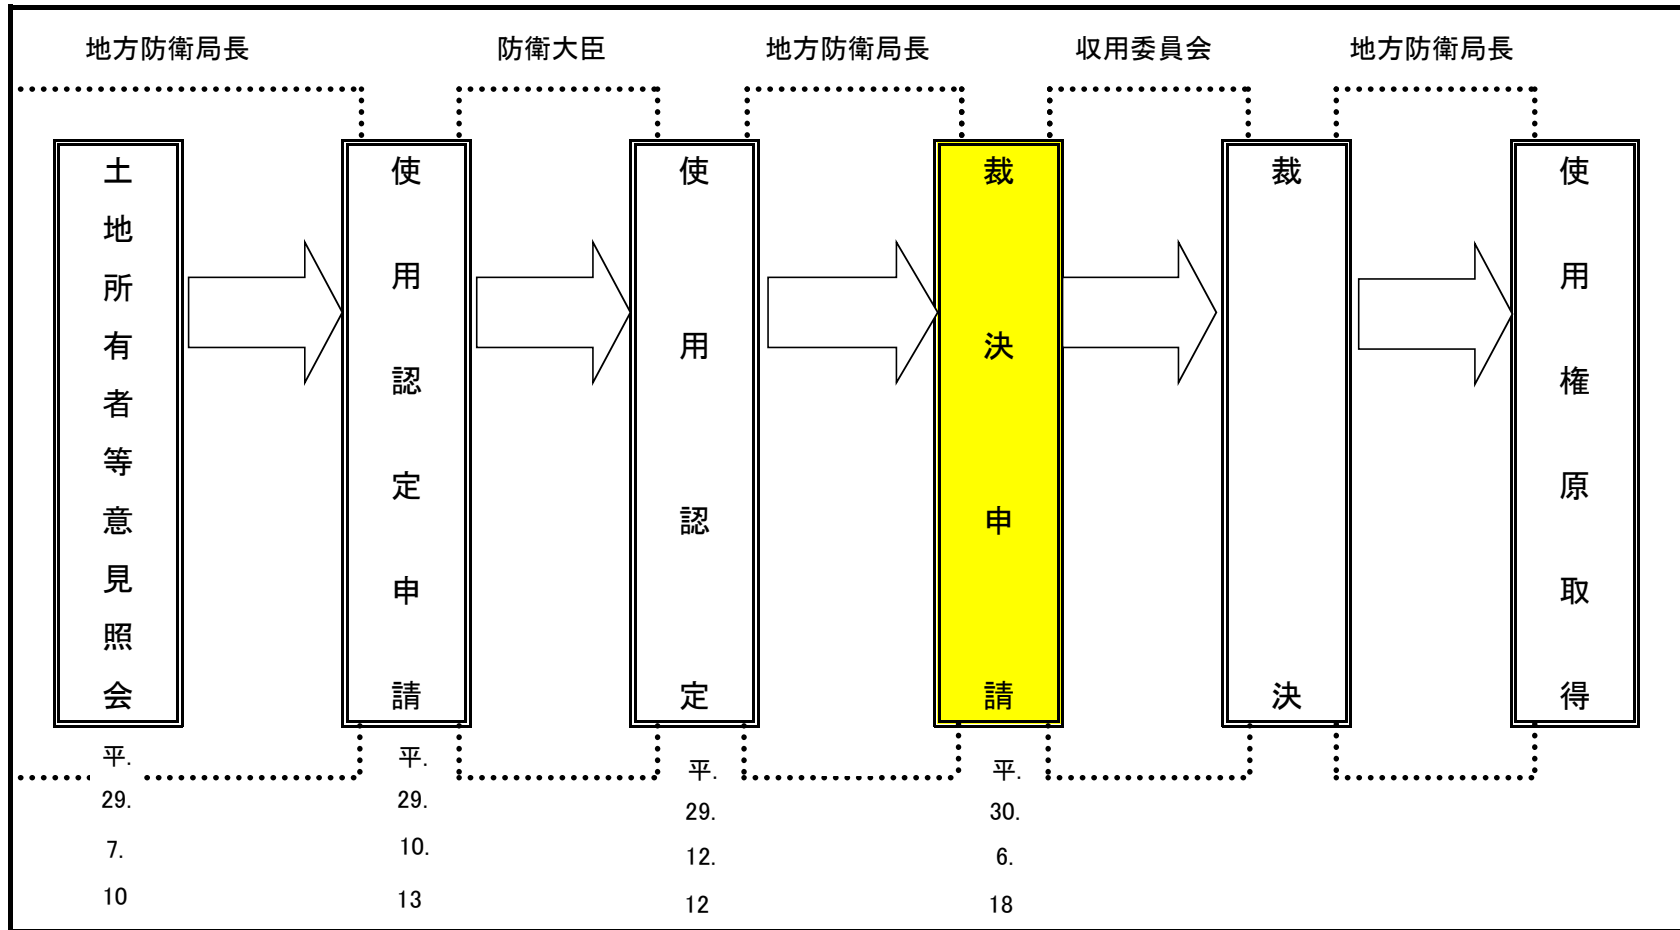 地方防衛局長
防衛大臣
地方防衛局長
収用委員会
地方防衛局長
土地所有者等意見照会
使用認定申請
使用認定
裁決申請
裁決
使用権原取得
平.
29.
7.
10
平.
29.
10.
13
平.
29.
12.
12
平.
30.
6.
18